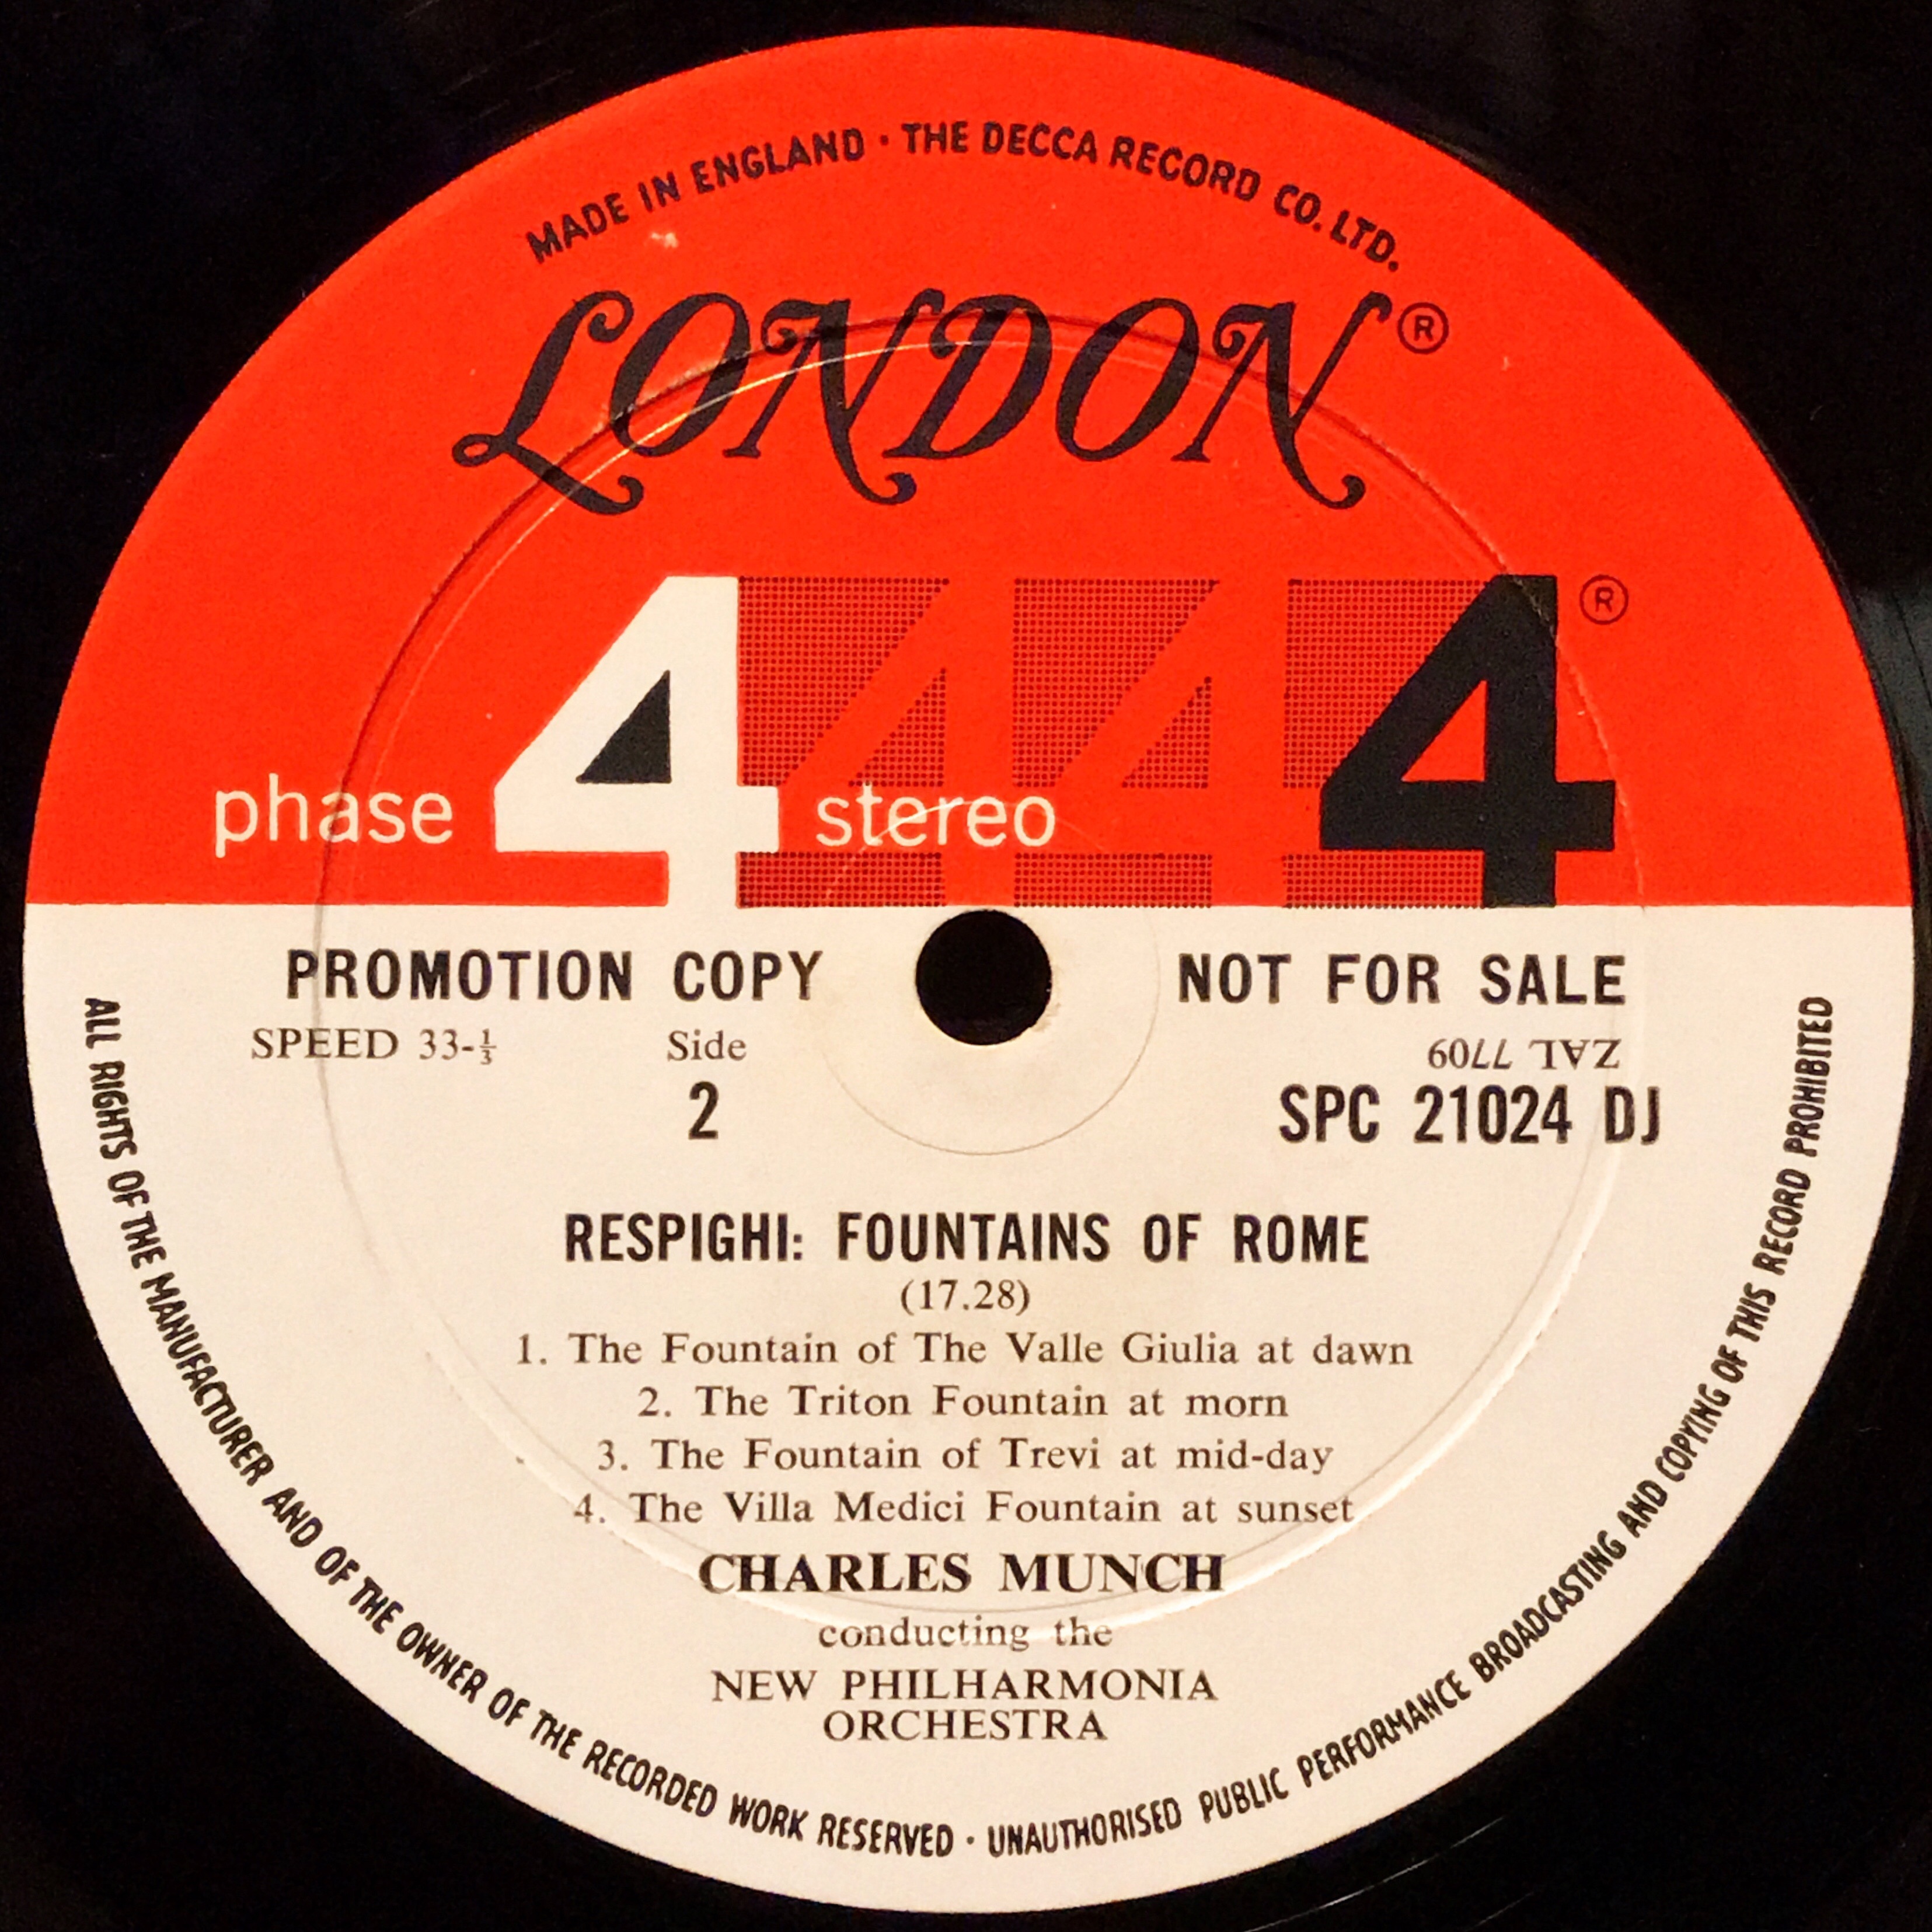 MADE IN ENGLAND · THE DECCA RECORD CO. LTD.
LONDON®
phase 4 stereo 4 4 4®
PROMOTION COPY NOT FOR SALE
SPEED 33-⅓ Side ZAL 7709
2 SPC 21024 DJ
RESPIGHI: FOUNTAINS OF ROME
(17.28)
1. The Fountain of The Valle Giulia at dawn
2. The Triton Fountain at morn
3. The Fountain of Trevi at mid-day
4. The Villa Medici Fountain at sunset
CHARLES MUNCH
conducting the
NEW PHILHARMONIA
ORCHESTRA
ALL RIGHTS OF THE MANUFACTURER AND OF THE OWNER OF THE RECORDED WORK RESERVED · UNAUTHORISED PUBLIC PERFORMANCE BROADCASTING AND COPYING OF THIS RECORD PROHIBITED